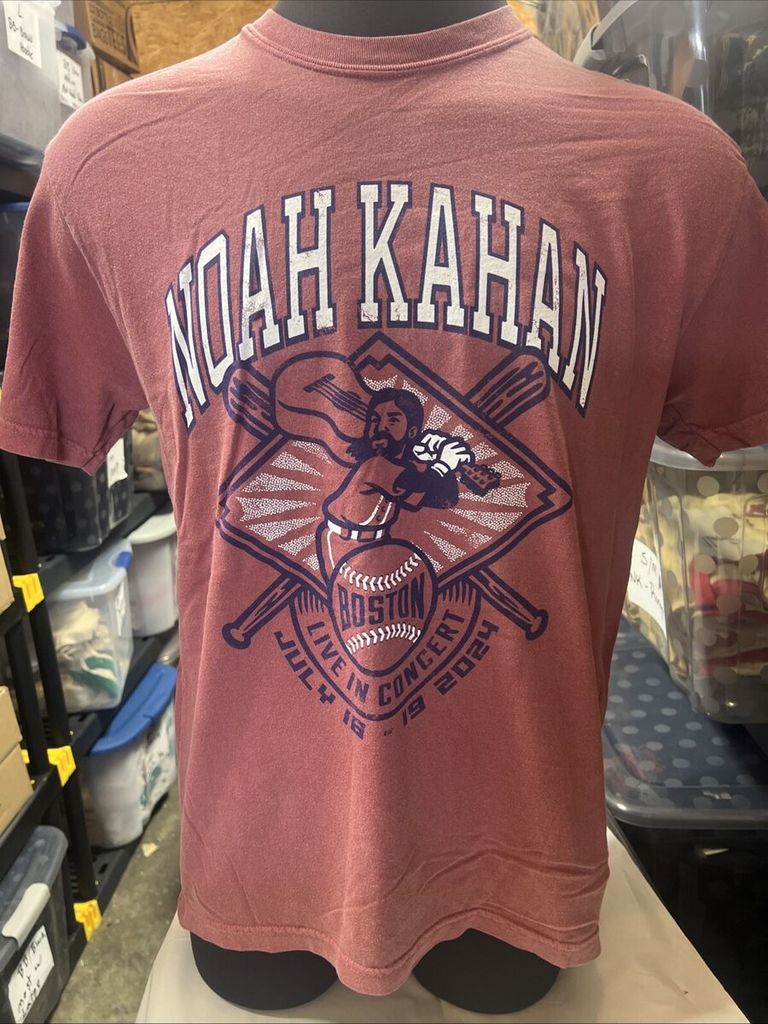 NOAH KAHAN
BOSTON
LIVE IN CONCERT
JULY 18 - 19 2024
L